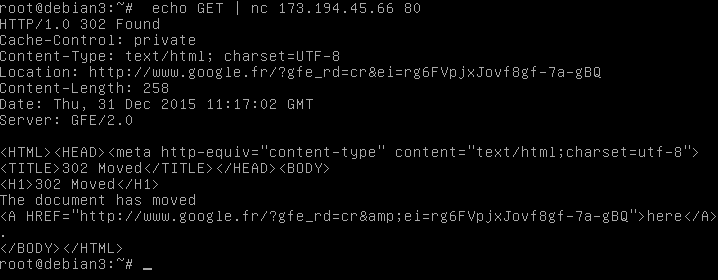 root@debian3:~#  echo GET | nc 173.194.45.66 80
HTTP/1.0 302 Found
Cache-Control: private
Content-Type: text/html; charset=UTF-8
Location: http://www.google.fr/?gfe_rd=cr&ei=rg6FVpjxJovf8gf-7a-gBQ
Content-Length: 258
Date: Thu, 31 Dec 2015 11:17:02 GMT
Server: GFE/2.0

<HTML><HEAD><meta http-equiv="content-type" content="text/html;charset=utf-8">
<TITLE>302 Moved</TITLE></HEAD><BODY>
<H1>302 Moved</H1>
The document has moved
<A HREF="http://www.google.fr/?gfe_rd=cr&amp;ei=rg6FVpjxJovf8gf-7a-gBQ">here</A>
.
</BODY></HTML>
root@debian3:~# _